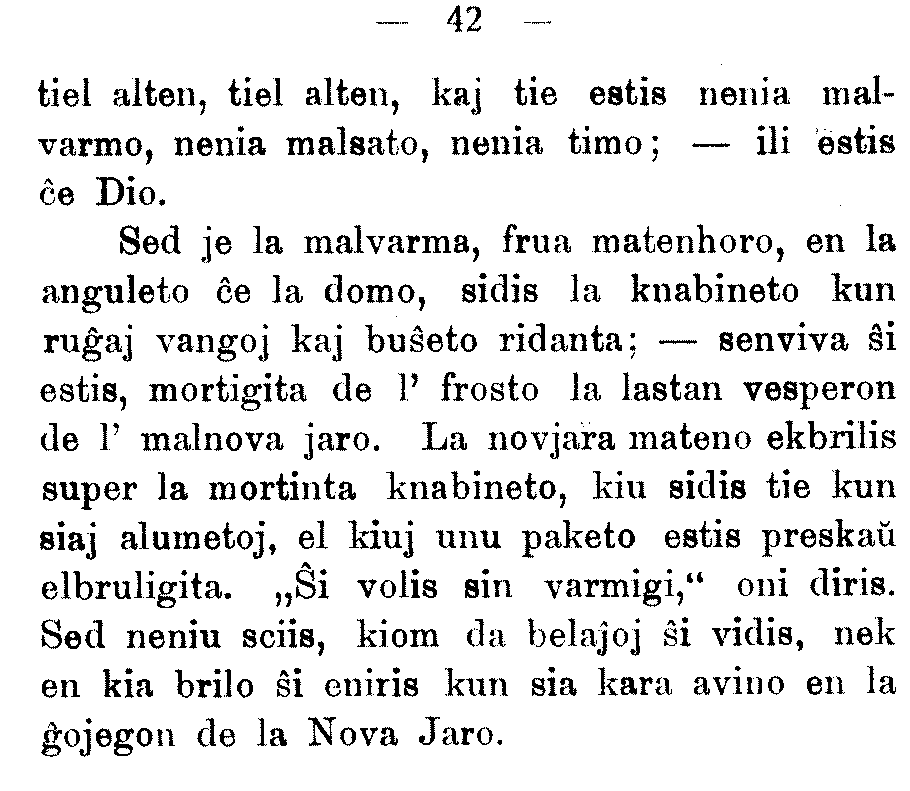 — 42 —
tiel alten, tiel alten, kaj tie estis nenia mal-
varmo, nenia malsato, nenia timo; — ili estis
ĉe Dio.
Sed je la malvarma, frua matenhoro, en la
anguleto ĉe la domo, sidis la knabineto kun
ruĝaj vangoj kaj buŝeto ridanta; — senviva ŝi
estis, mortigita de l' frosto la lastan vesperon
de l' malnova jaro. La novjara mateno ekbrilis
super la mortinta knabineto, kiu sidis tie kun
siaj alumetoj, el kiuj unu paketo estis preskaŭ
elbruligita. „Ŝi volis sin varmigi,“ oni diris.
Sed neniu sciis, kiom da belaĵoj ŝi vidis, nek
en kia brilo ŝi eniris kun sia kara avino en la
ĝojegon de la Nova Jaro.